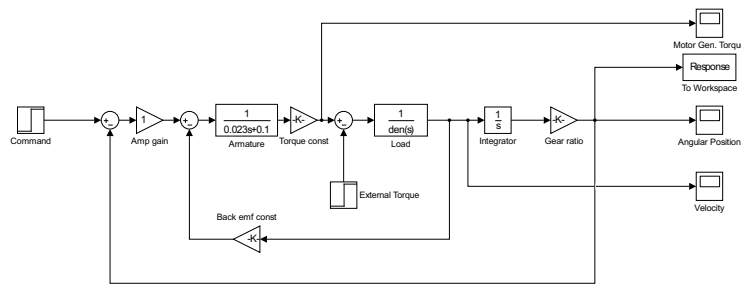 Motor Gen. Torqu
Response
To Workspace
Command
1
Amp gain
1
0.023s+0.1
Armature
-K-
Torque const
1
den(s)
Load
1
s
Integrator
-K-
Gear ratio
Angular Position
External Torque
Velocity
Back emf const
-K-